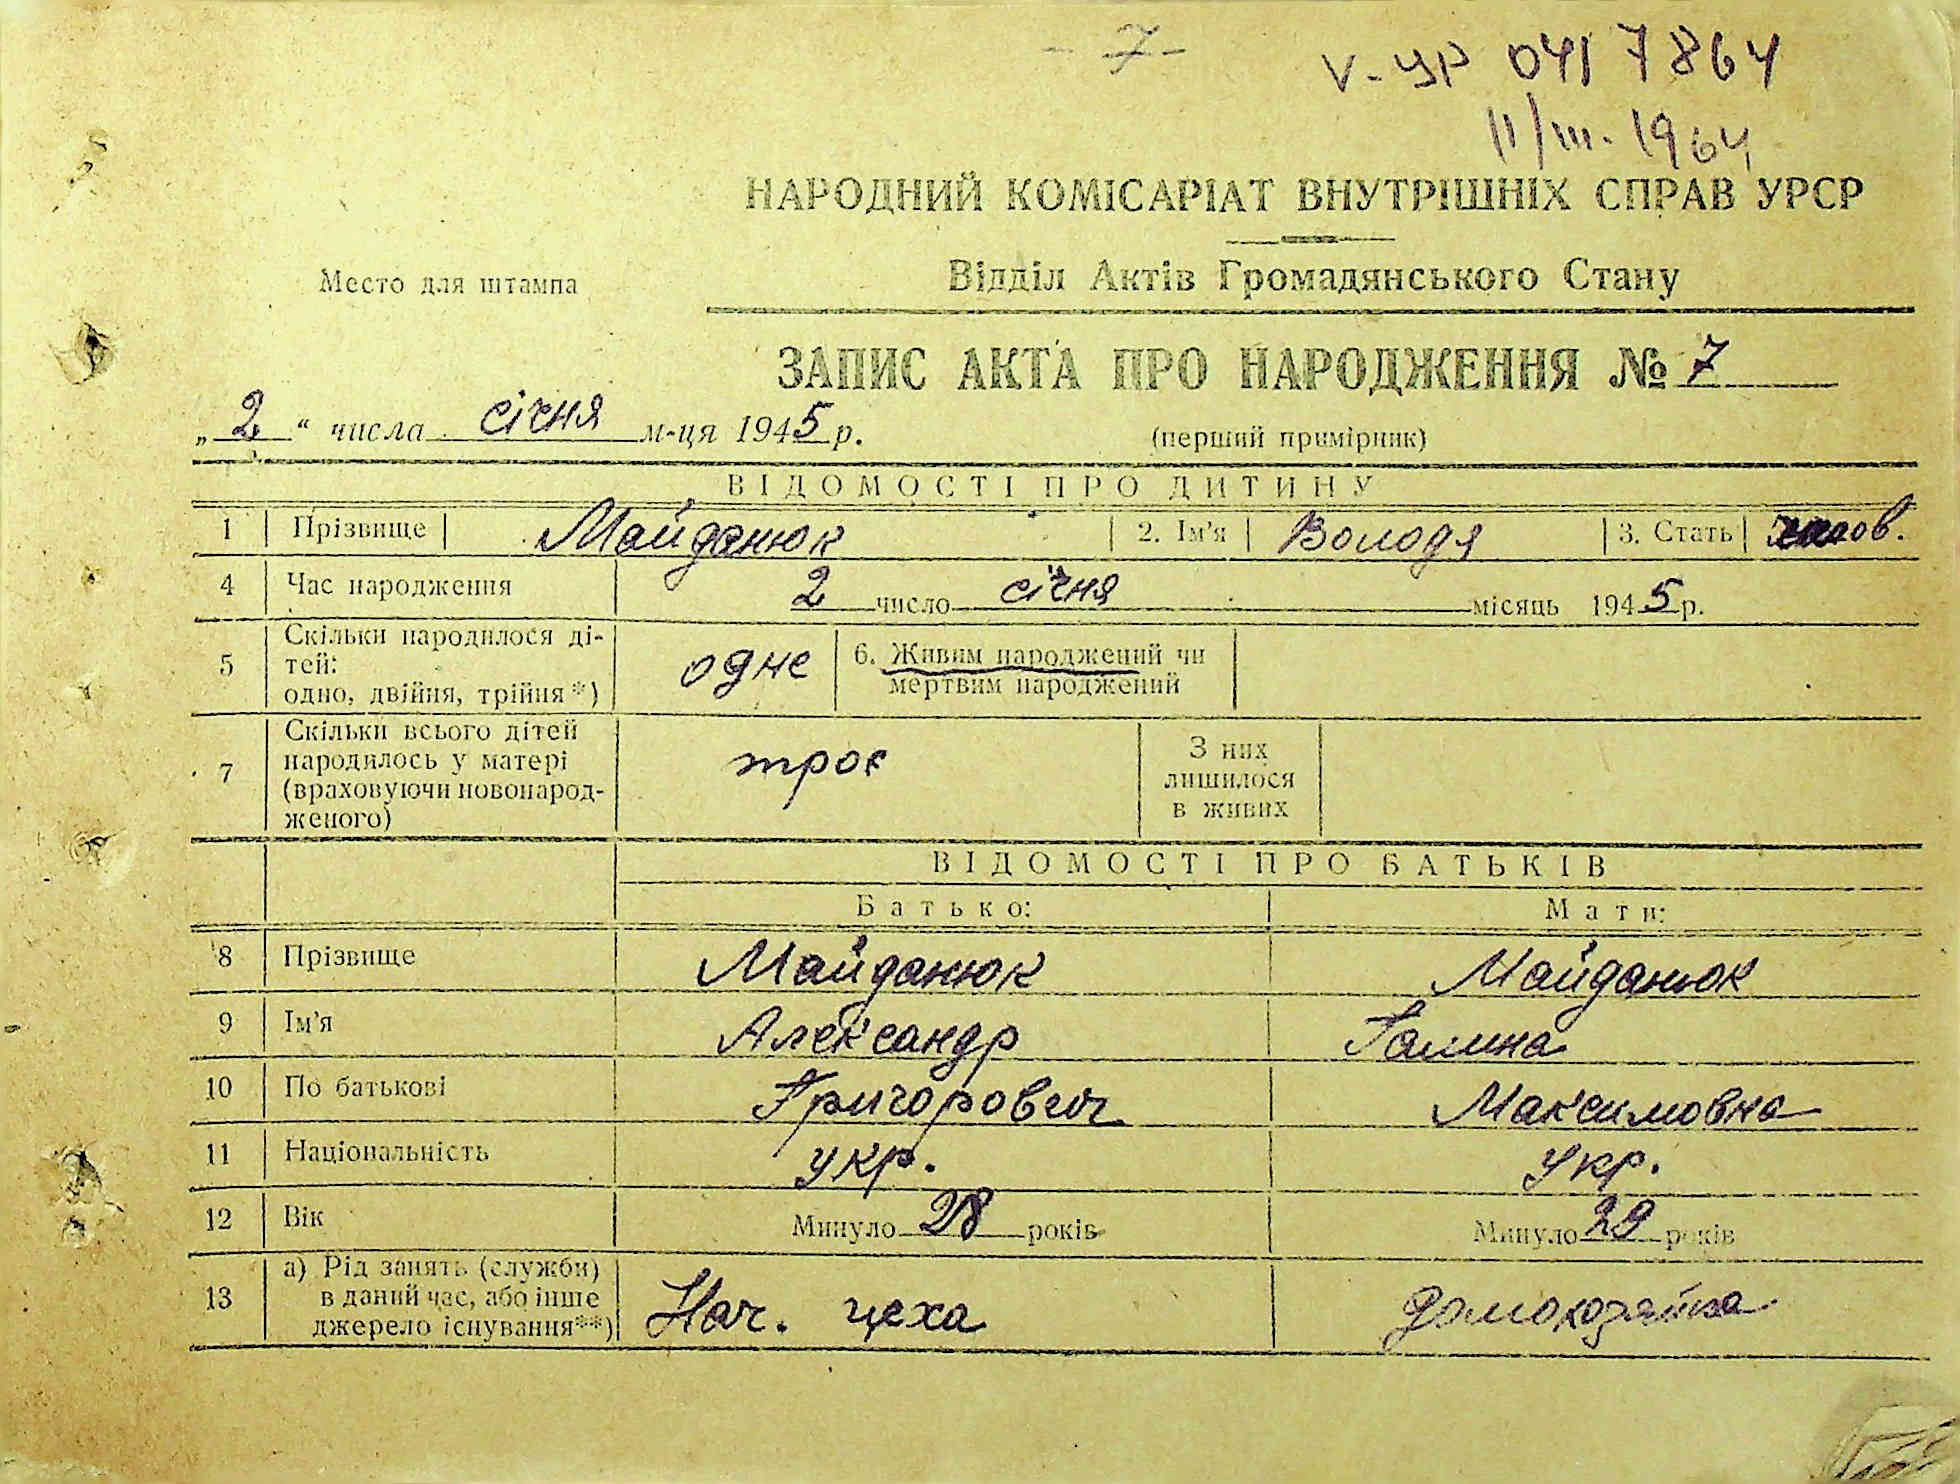 - 7 -
V-УР 0417864
11/III. 1964
НАРОДНИЙ КОМІСАРІАТ ВНУТРІШНІХ СПРАВ УРСР
Место для штампа
Відділ Актів Громадянського Стану
ЗАПИС АКТА ПРО НАРОДЖЕННЯ № 7
„2“ числа січня м-ця 1945 р.
(перший примірник)
ВІДОМОСТІ ПРО ДИТИНУ
1 Прізвище Майданюк 2. Ім'я Володя 3. Стать
4 Час народження 2 число січня місяць 1945 р.
5 Скільки народилося ді-
тей:
одно, двійня, трійня*) одне
6. Живим народжений чи
мертвим народжений
7 Скільки всього дітей
народилось у матері
(враховуючи новонарод-
женого) троє
З них
лишилося
в живих
ВІДОМОСТІ ПРО БАТЬКІВ
Батько: Мати:
8 Прізвище Майданюк Майданюк
9 Ім'я Александр Галина
10 По батькові Григорович Максимовна
11 Національність укр. укр.
12 Вік Минуло 28 років Минуло 29 років
13 а) Рід занять (служби)
в даний час, або інше
джерело існування**) Нач. цеха домохозяйка